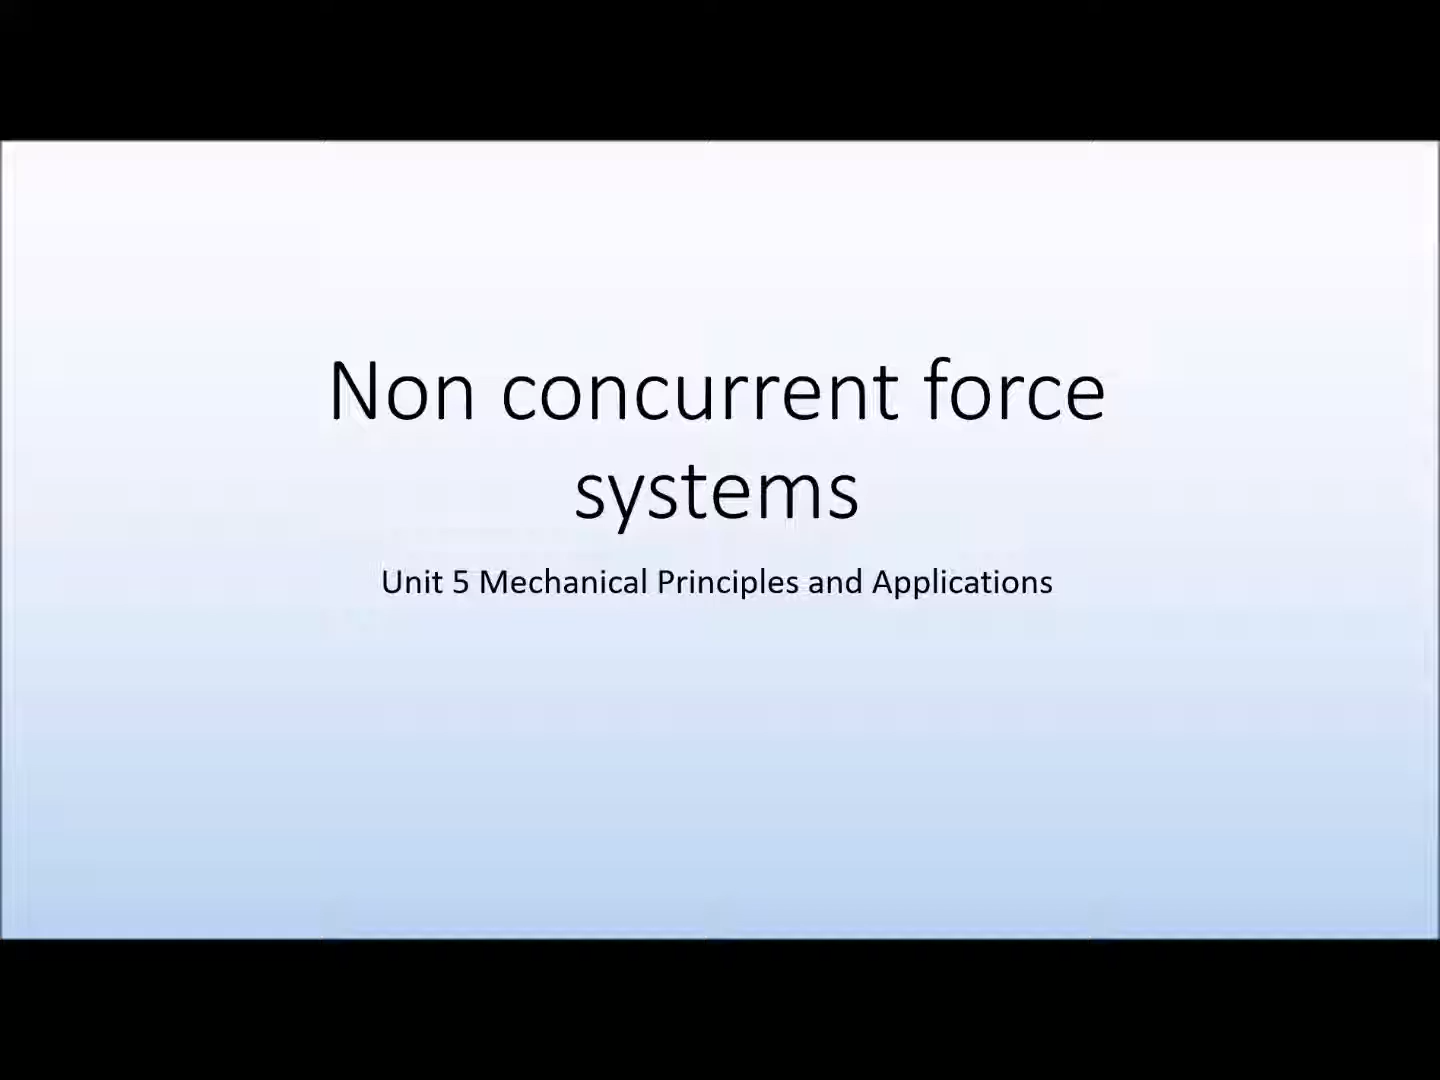 Non concurrent force
systems
Unit 5 Mechanical Principles and Applications